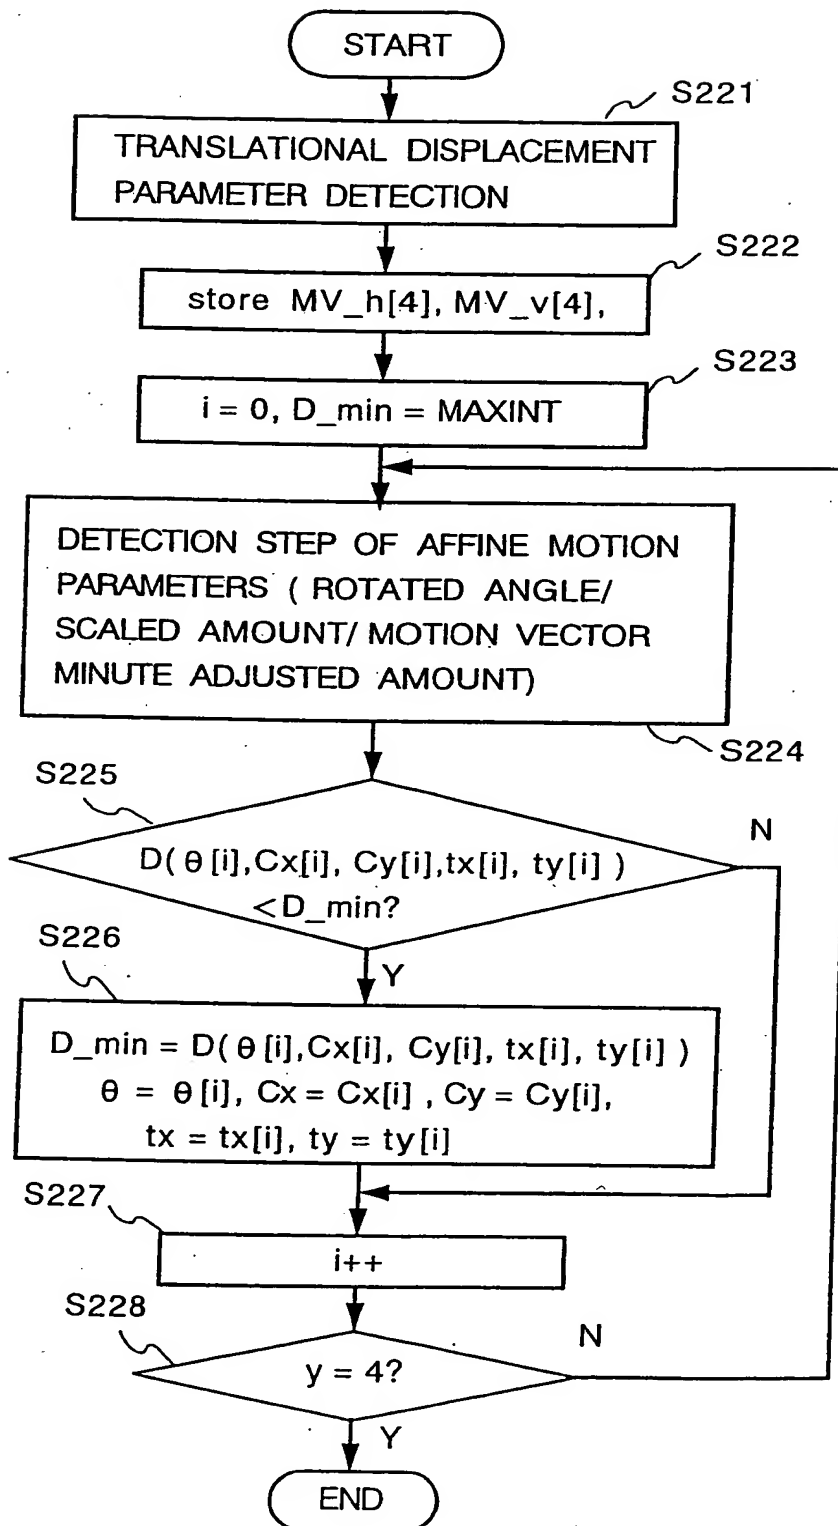 START
S221
TRANSLATIONAL DISPLACEMENT
PARAMETER DETECTION
S222
store MV_h[4], MV_v[4],
S223
i = 0, D_min = MAXINT
DETECTION STEP OF AFFINE MOTION
PARAMETERS ( ROTATED ANGLE/
SCALED AMOUNT/ MOTION VECTOR
MINUTE ADJUSTED AMOUNT)
S224
S225
N
D( θ [i],Cx[i], Cy[i],tx[i], ty[i] )
<D_min?
S226
Y
D_min = D( θ [i],Cx[i], Cy[i], tx[i], ty[i] )
θ = θ [i], Cx = Cx[i] , Cy = Cy[i],
tx = tx[i], ty = ty[i]
S227
i++
S228
N
y = 4?
Y
END